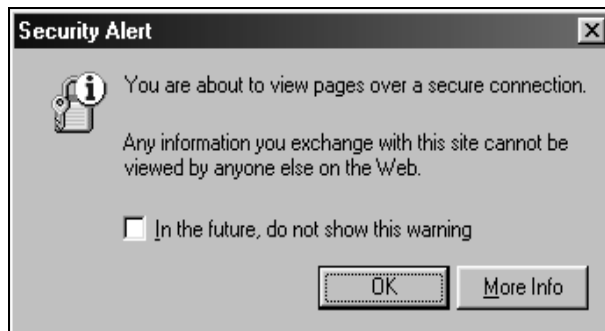 Security Alert
You are about to view pages over a secure connection.
Any information you exchange with this site cannot be
viewed by anyone else on the Web.
In the future, do not show this warning
OK More Info